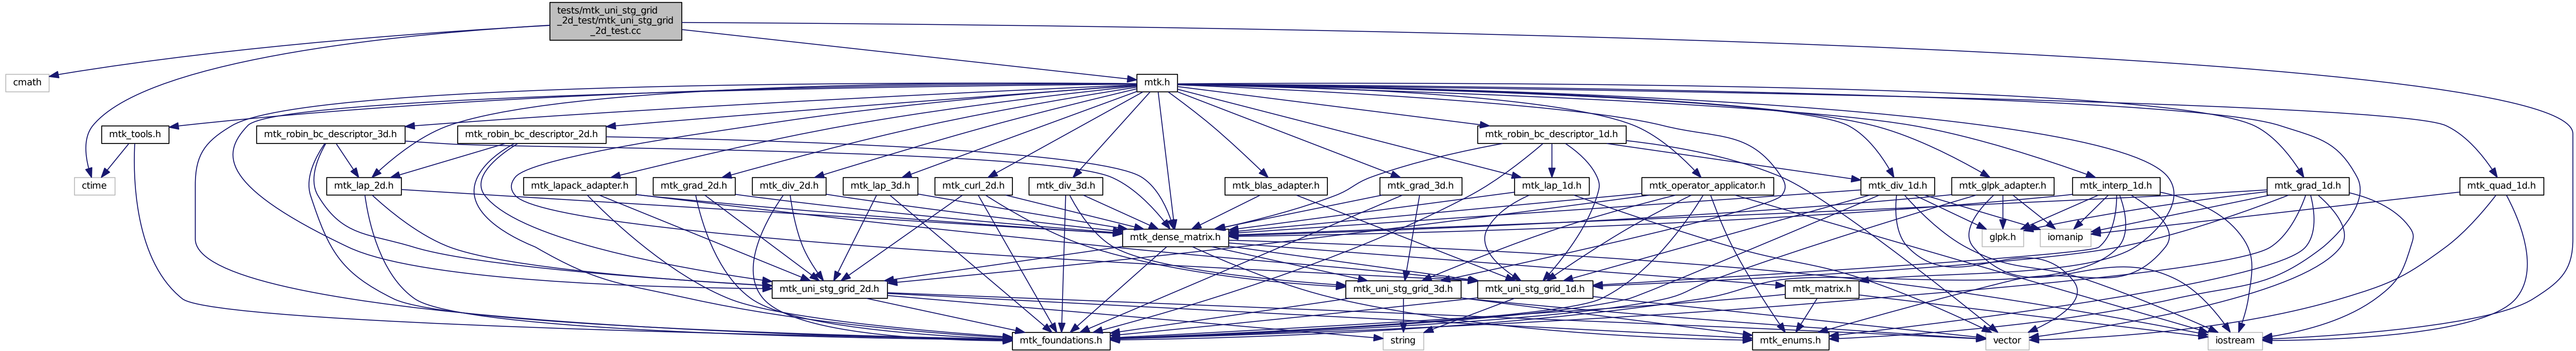 tests/mtk_uni_stg_grid
_2d_test/mtk_uni_stg_grid
_2d_test.cc
cmath
mtk.h
mtk_tools.h
mtk_robin_bc_descriptor_3d.h
mtk_robin_bc_descriptor_2d.h
mtk_robin_bc_descriptor_1d.h
ctime
mtk_lap_2d.h
mtk_lapack_adapter.h
mtk_grad_2d.h
mtk_div_2d.h
mtk_lap_3d.h
mtk_curl_2d.h
mtk_div_3d.h
mtk_blas_adapter.h
mtk_grad_3d.h
mtk_lap_1d.h
mtk_operator_applicator.h
mtk_div_1d.h
mtk_glpk_adapter.h
mtk_interp_1d.h
mtk_grad_1d.h
mtk_quad_1d.h
mtk_dense_matrix.h
glpk.h
iomanip
mtk_uni_stg_grid_2d.h
mtk_uni_stg_grid_3d.h
mtk_uni_stg_grid_1d.h
mtk_matrix.h
mtk_foundations.h
string
mtk_enums.h
vector
iostream